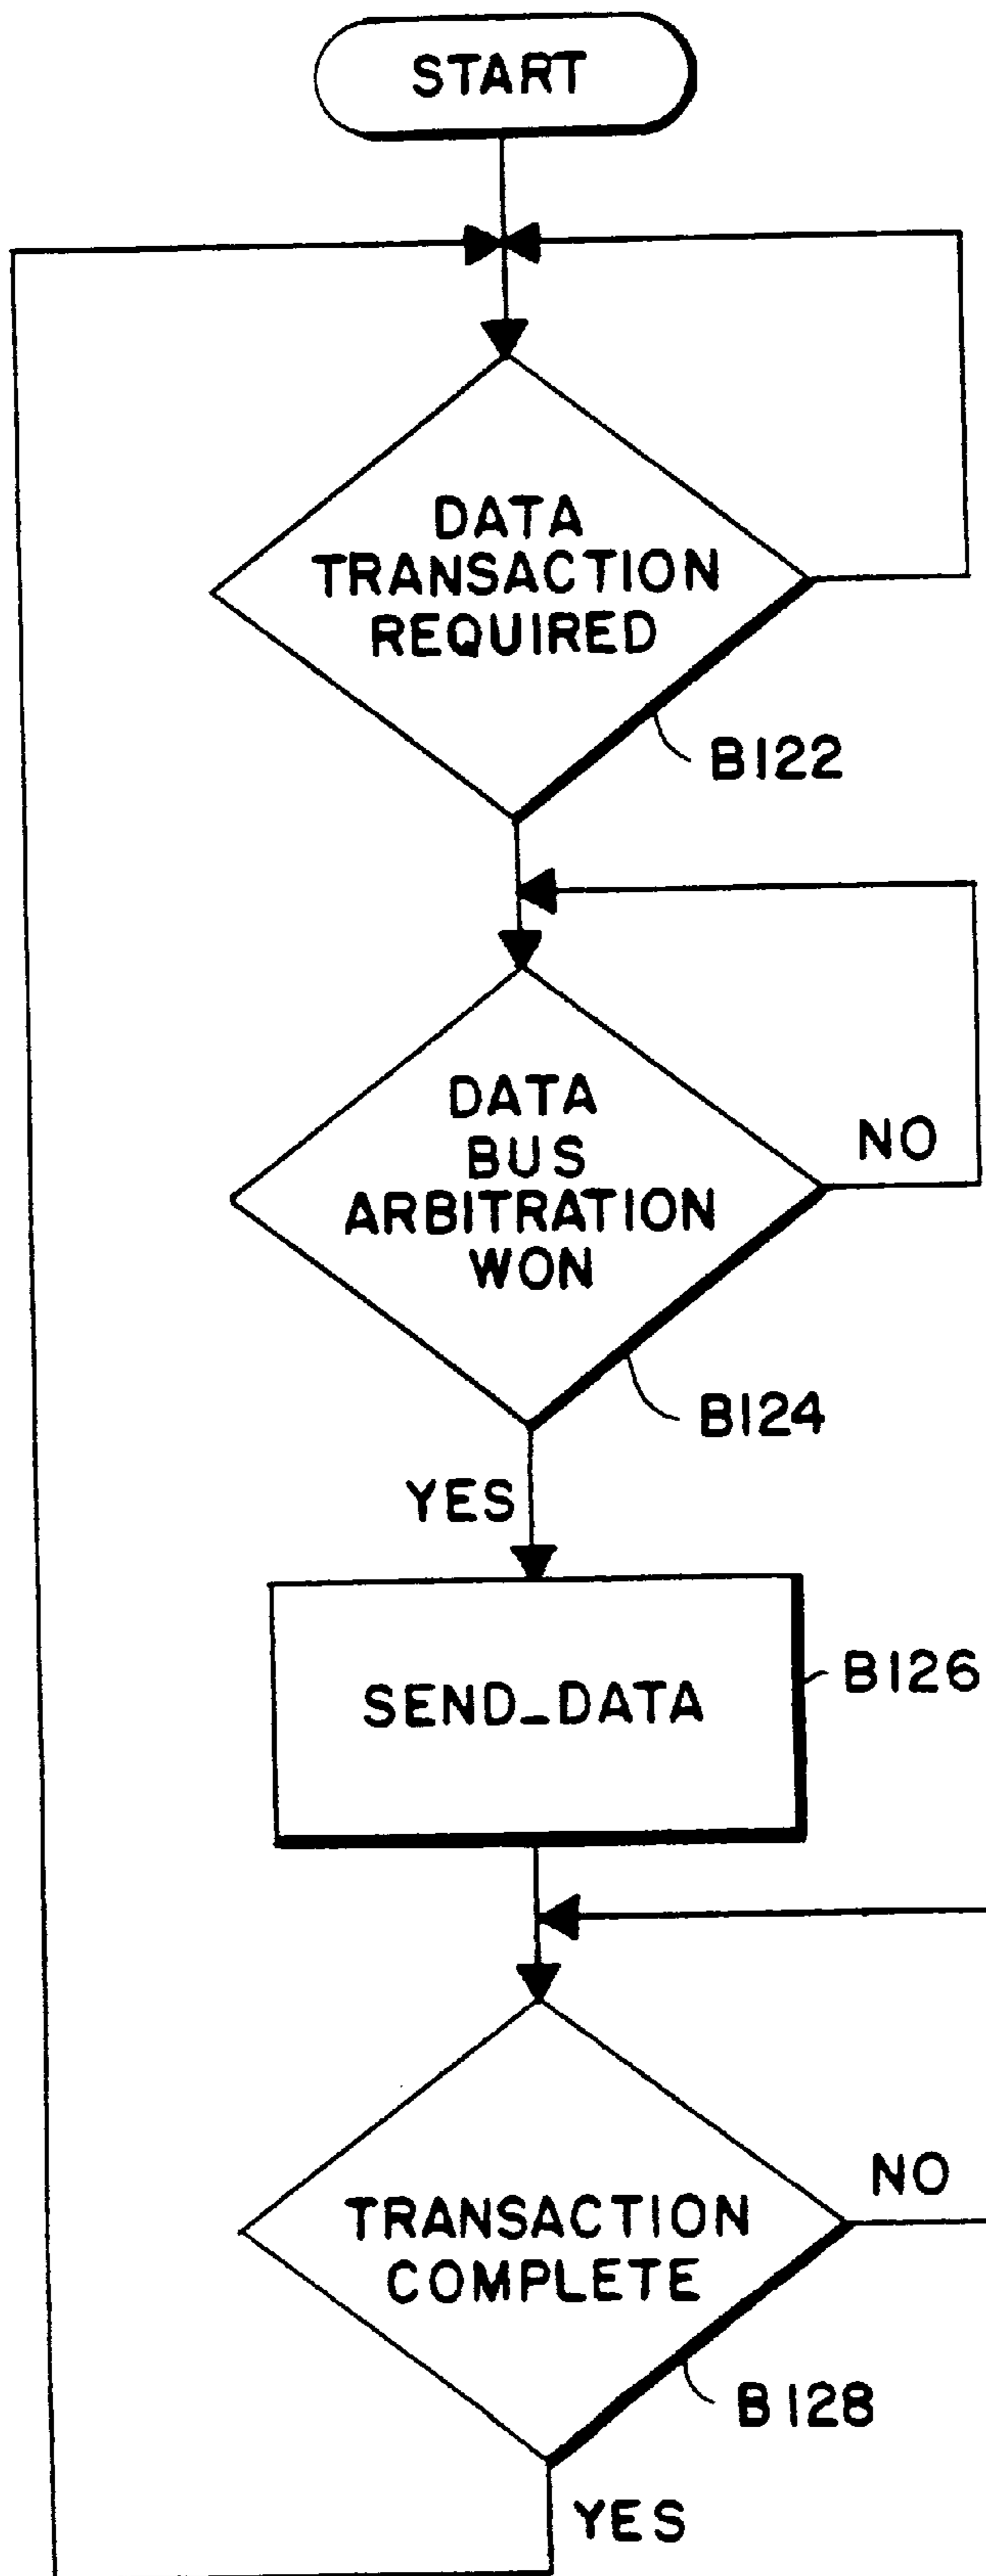 START
DATA
TRANSACTION
REQUIRED
B122
DATA
BUS
ARBITRATION
WON
NO
B124
YES
SEND_DATA
B126
TRANSACTION
COMPLETE
NO
B128
YES